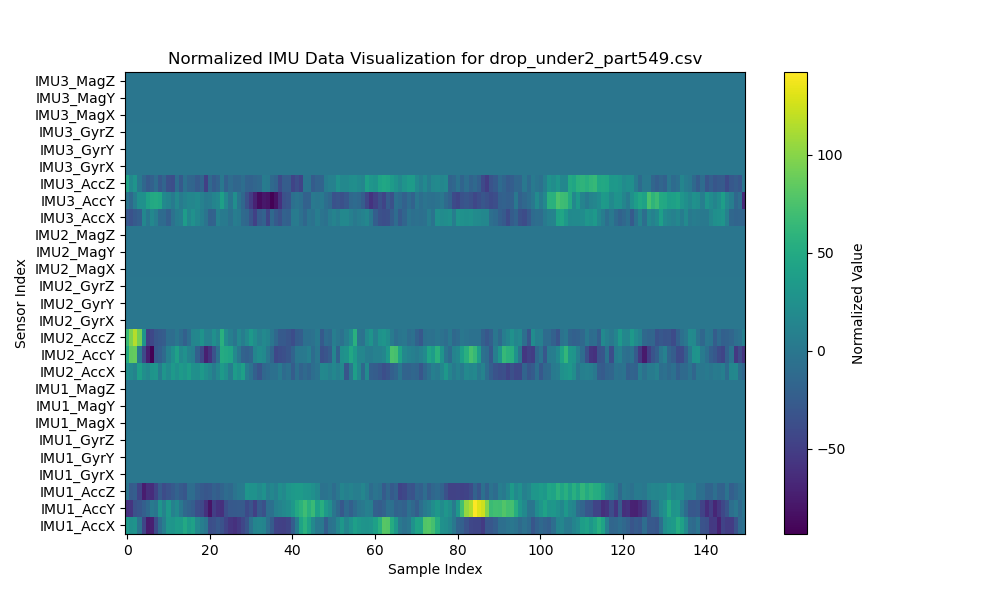 Normalized IMU Data Visualization for drop_under2_part549.csv
IMU3_MagZ
IMU3_MagY
IMU3_MagX
IMU3_GyrZ
IMU3_GyrY
IMU3_GyrX
IMU3_AccZ
IMU3_AccY
IMU3_AccX
IMU2_MagZ
IMU2_MagY
IMU2_MagX
IMU2_GyrZ
IMU2_GyrY
IMU2_GyrX
IMU2_AccZ
IMU2_AccY
IMU2_AccX
IMU1_MagZ
IMU1_MagY
IMU1_MagX
IMU1_GyrZ
IMU1_GyrY
IMU1_GyrX
IMU1_AccZ
IMU1_AccY
IMU1_AccX
Sensor Index
0 20 40 60 80 100 120 140
Sample Index
100
50
0
−50
Normalized Value